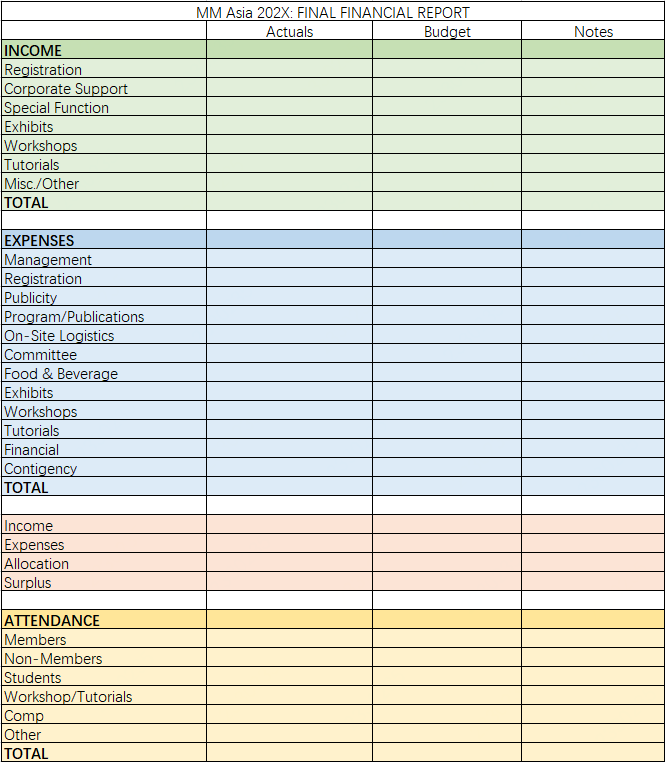 MM Asia 202X: FINAL FINANCIAL REPORT
Actuals Budget Notes
INCOME
Registration
Corporate Support
Special Function
Exhibits
Workshops
Tutorials
Misc./Other
TOTAL
EXPENSES
Management
Registration
Publicity
Program/Publications
On-Site Logistics
Committee
Food & Beverage
Exhibits
Workshops
Tutorials
Financial
Contigency
TOTAL
Income
Expenses
Allocation
Surplus
ATTENDANCE
Members
Non-Members
Students
Workshop/Tutorials
Comp
Other
TOTAL